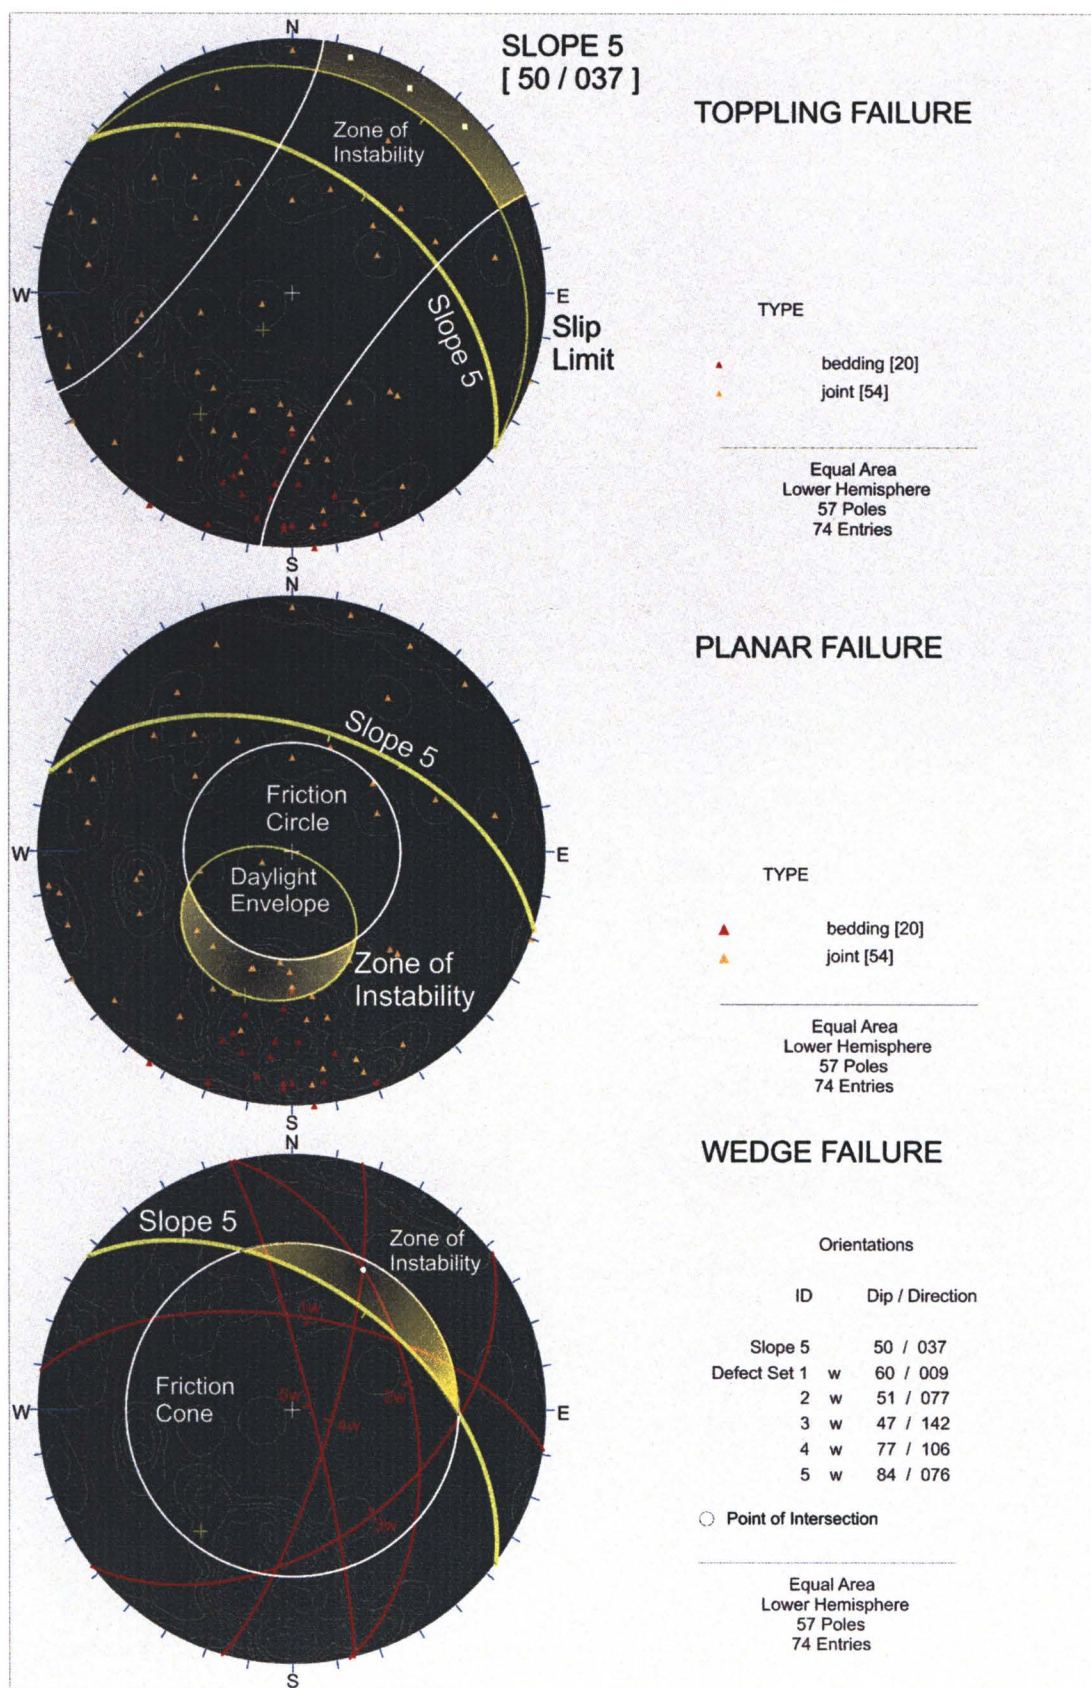 N
SLOPE 5
[ 50 / 037 ]
TOPPLING FAILURE
Zone of
Instability
W
E
Slope 5
Slip
Limit
TYPE
bedding [20]
joint [54]
Equal Area
Lower Hemisphere
57 Poles
74 Entries
S
N
PLANAR FAILURE
Slope 5
Friction
Circle
W
E
Daylight
Envelope
Zone of
Instability
TYPE
bedding [20]
joint [54]
Equal Area
Lower Hemisphere
57 Poles
74 Entries
S
N
WEDGE FAILURE
Slope 5
Zone of
Instability
1w
5w
2w
4w
3w
Friction
Cone
W
E
Orientations
ID Dip / Direction
Slope 5 50 / 037
Defect Set 1 w 60 / 009
2 w 51 / 077
3 w 47 / 142
4 w 77 / 106
5 w 84 / 076
Point of Intersection
Equal Area
Lower Hemisphere
57 Poles
74 Entries
S